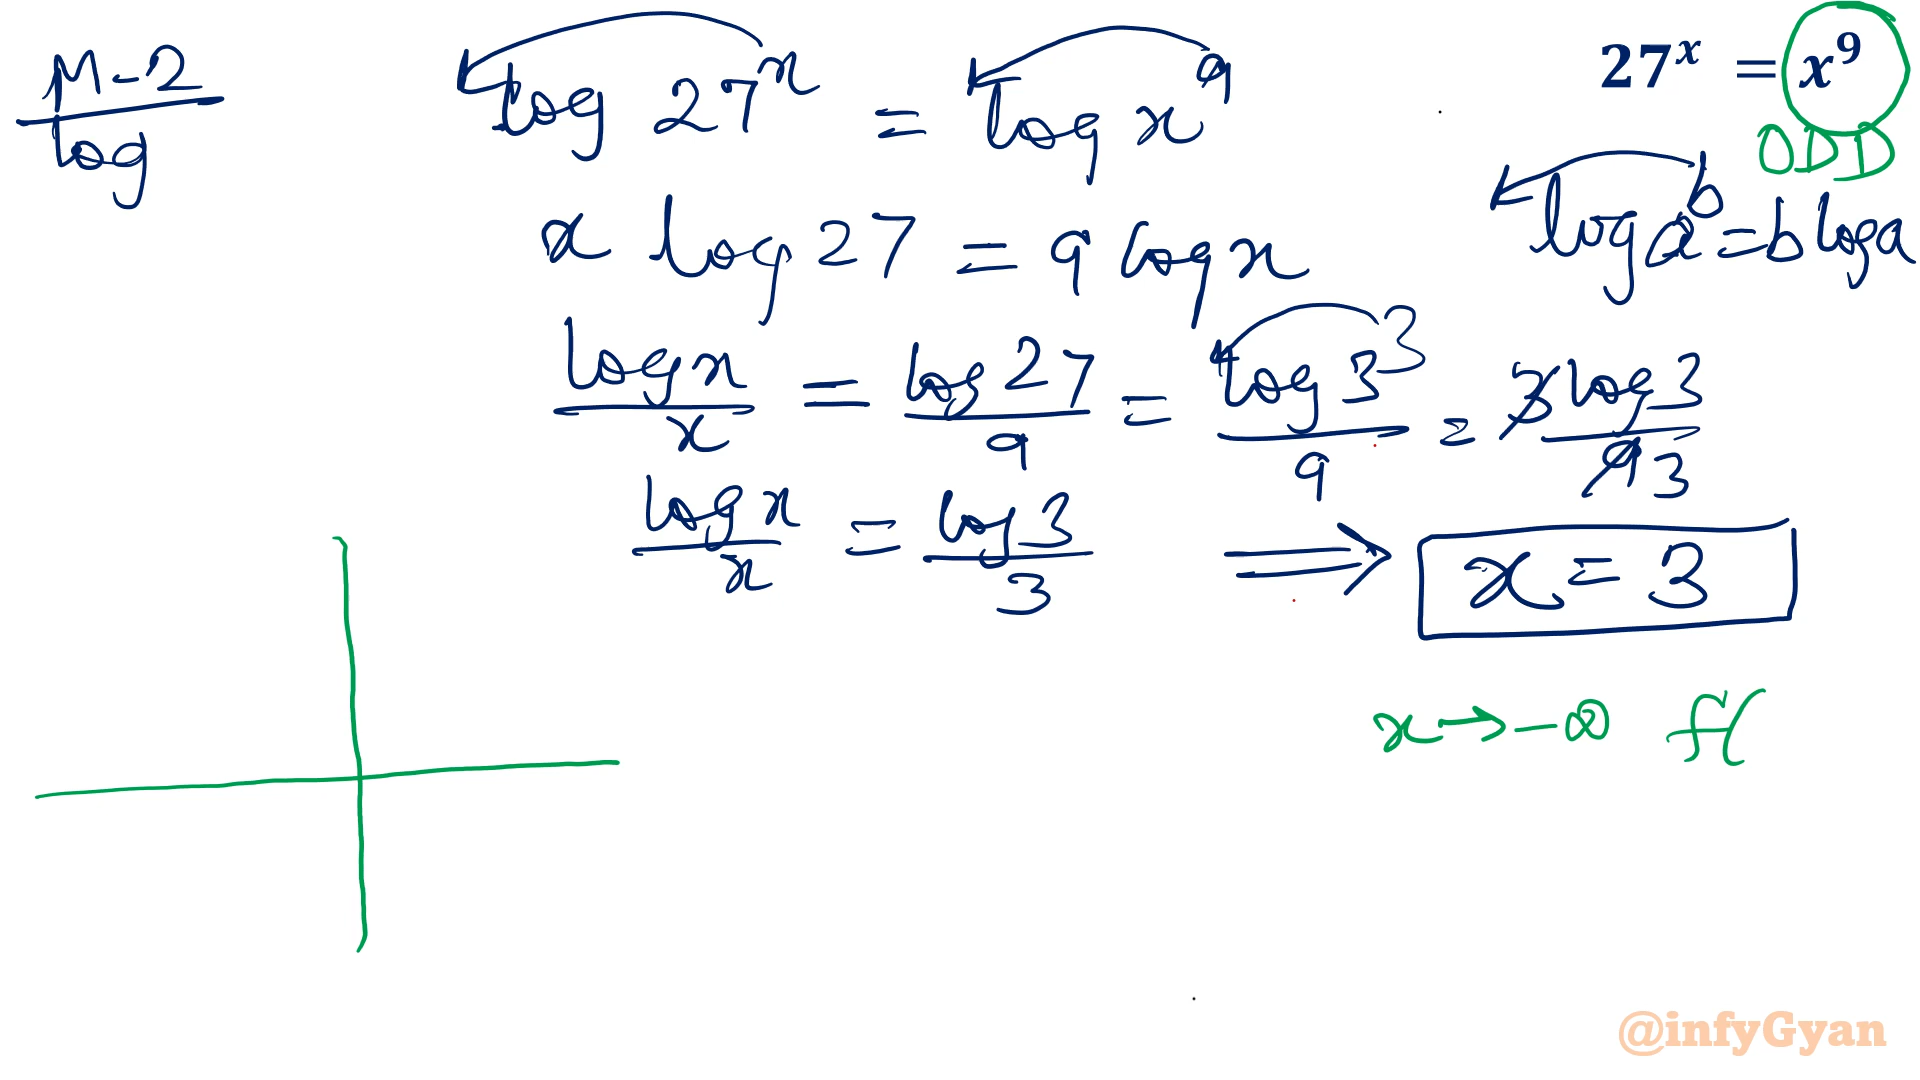 M-2
log
log 27^x = log x^9
27^x = x^9
ODD
log a^b = b log a
x log 27 = 9 log x
log x / x = log 27 / 9 = log 3^3 / 9 = 3 log 3 / 9 3
log x / x = log 3 / 3 ⟹ x = 3
x → -∞ f(
@infyGyan